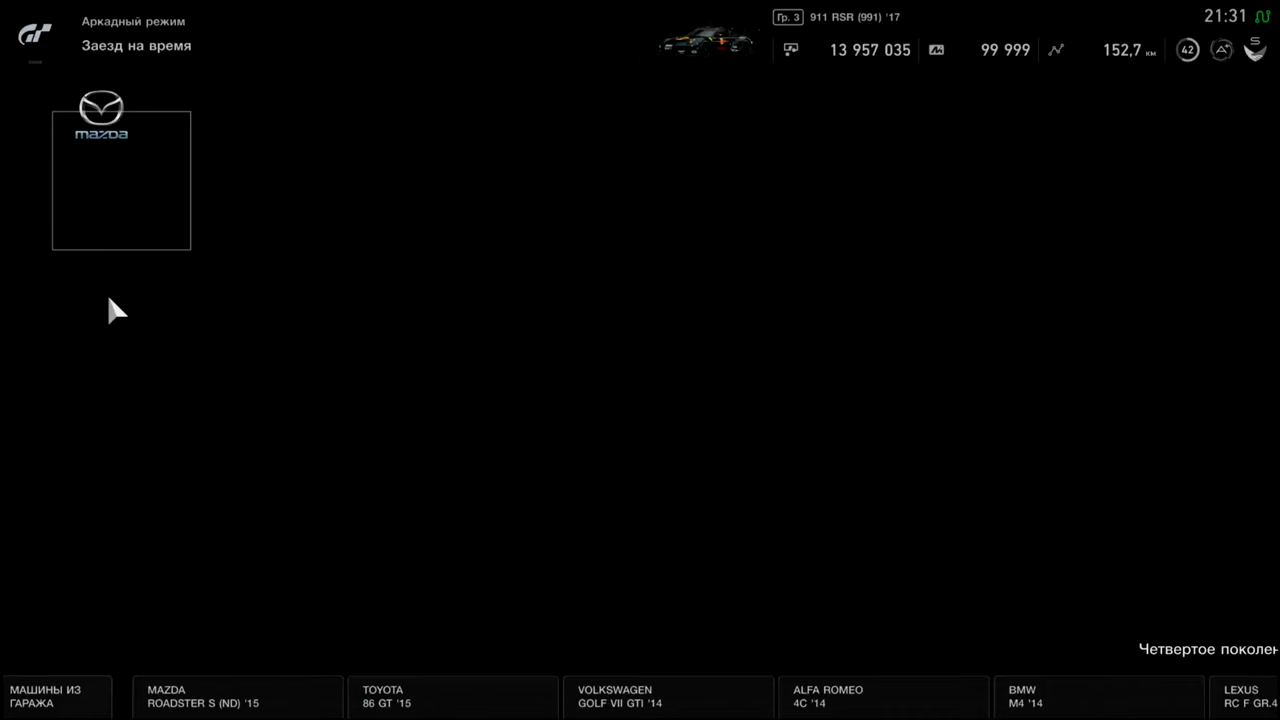 Аркадный режим
Заезд на время
Гр. 3 911 RSR (991) '17
21:31
13 957 035
99 999
152,7 км
42
A+
S
mazda
Четвертое поколен
МАШИНЫ ИЗ
ГАРАЖА
MAZDA
ROADSTER S (ND) '15
TOYOTA
86 GT '15
VOLKSWAGEN
GOLF VII GTI '14
ALFA ROMEO
4C '14
BMW
M4 '14
LEXUS
RC F GR.4